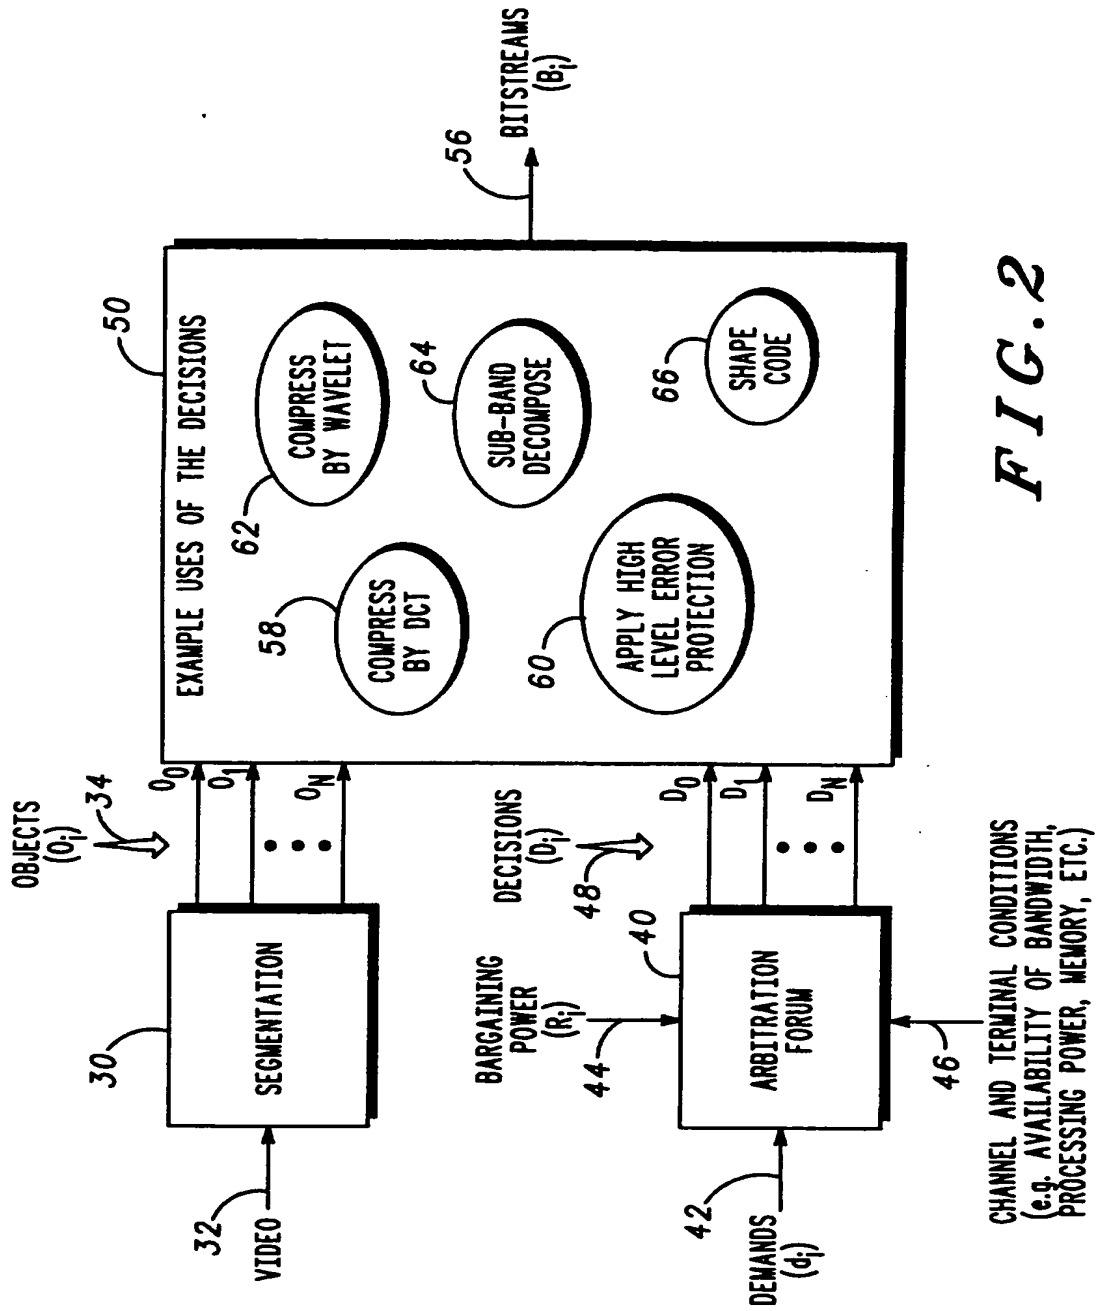 OBJECTS
(Oi)
34
30
SEGMENTATION
32
VIDEO
O0
O1
ON
50
EXAMPLE USES OF THE DECISIONS
58
COMPRESS
BY DCT
62
COMPRESS
BY WAVELET
64
SUB-BAND
DECOMPOSE
60
APPLY HIGH
LEVEL ERROR
PROTECTION
66
SHAPE
CODE
56
BITSTREAMS
(Bi)
DECISIONS
(Di)
48
BARGAINING
POWER
(Ri)
44
40
ARBITRATION
FORUM
42
DEMANDS
(di)
D0
D1
DN
46
CHANNEL AND TERMINAL CONDITIONS
(e.g. AVAILABILITY OF BANDWIDTH,
PROCESSING POWER, MEMORY, ETC.)
FIG.2